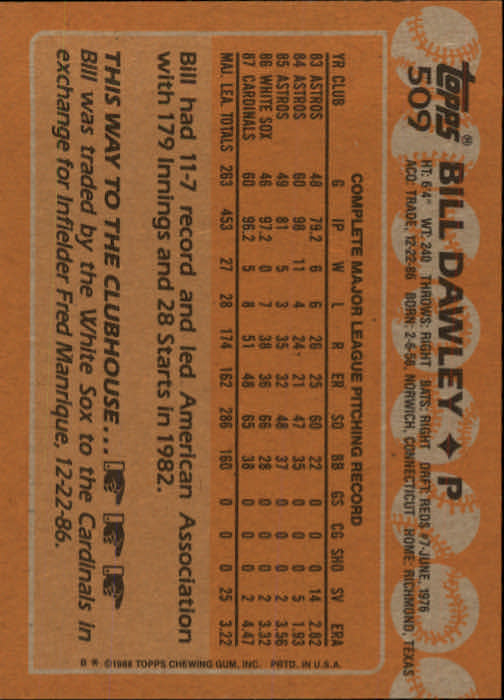 topps® BILL DAWLEY ✦ P
509 HT: 6'4" WT: 240 THROWS: RIGHT BATS: RIGHT DRFT: REDS #7-JUNE, 1976
ACQ: TRADE, 12-22-86 BORN: 2-6-58, NORWICH, CONNECTICUT HOME: RICHMOND, TEXAS
COMPLETE MAJOR LEAGUE PITCHING RECORD
YR CLUB G IP W L R ER SO BB GS CG SHO SV ERA
83 ASTROS 48 79.2 6 6 26 25 60 22 0 0 0 14 2.82
84 ASTROS 60 98 11 4 24 21 47 35 0 0 0 5 1.93
85 ASTROS 49 81 5 3 35 32 48 37 0 0 0 2 3.56
86 WHITE SOX 46 97.2 0 7 38 36 66 28 0 0 0 2 3.32
87 CARDINALS 60 96.2 5 8 51 48 65 38 0 0 0 2 4.47
MAJ. LEA. TOTALS 263 453 27 28 174 162 286 160 0 0 0 25 3.22
Bill had 11-7 record and led American Association
with 179 Innings and 28 Starts in 1982.
THIS WAY TO THE CLUBHOUSE...
Bill was traded by the White Sox to the Cardinals in
exchange for Infielder Fred Manrique, 12-22-86.
©1988 TOPPS CHEWING GUM, INC. PRTD. IN U.S.A.